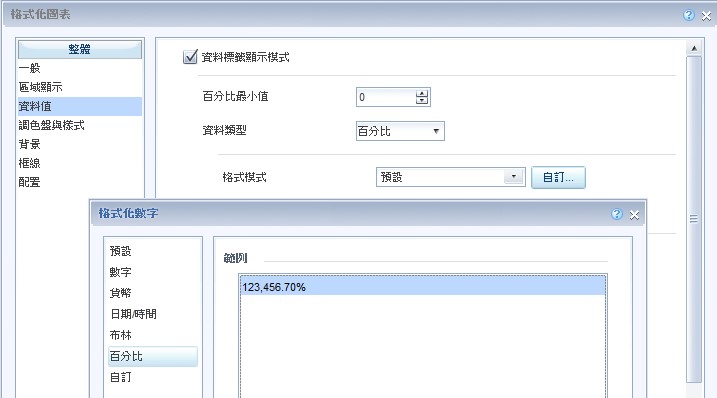 格式化圖表
整體
一般
區域顯示
資料值
調色盤與樣式
背景
框線
配置
資料標籤顯示模式
百分比最小值
0
資料類型
百分比
格式模式
預設
自訂...
格式化數字
預設
數字
貨幣
日期/時間
布林
百分比
自訂
範例
123,456.70%